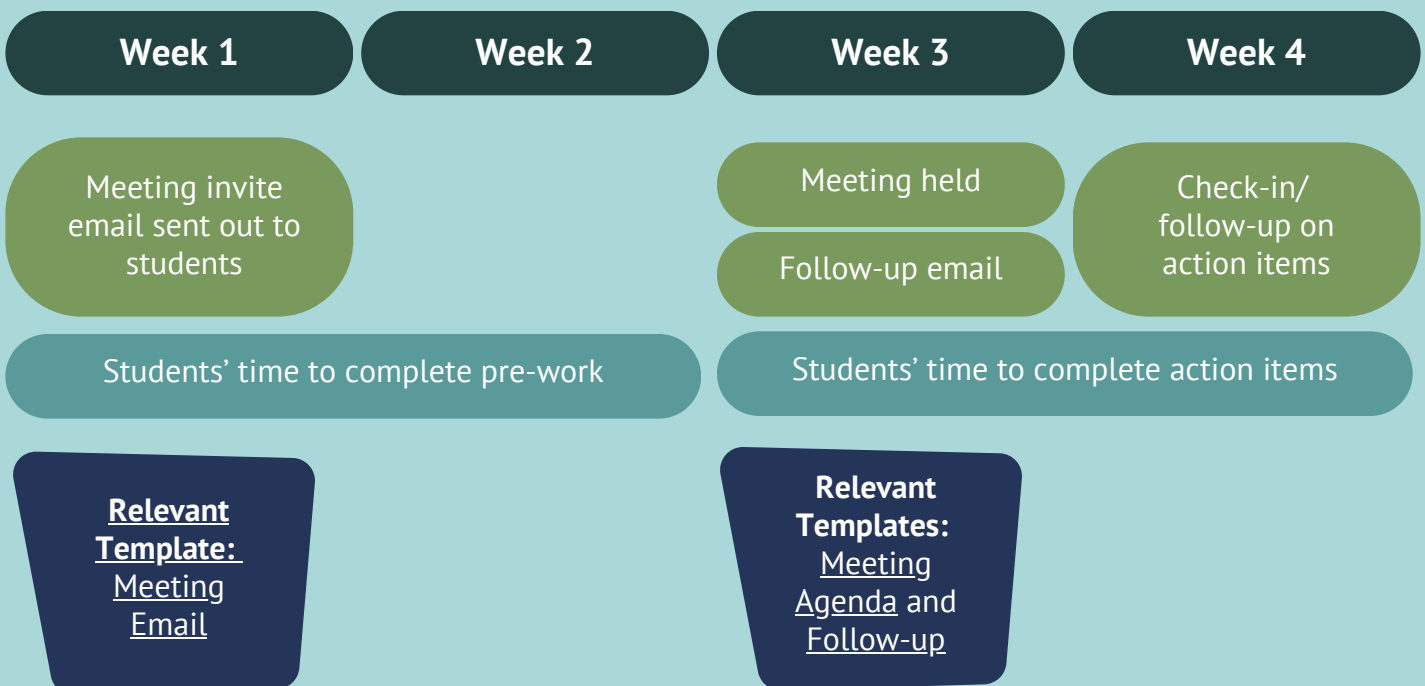 Week 1
Week 2
Week 3
Week 4
Meeting invite
email sent out to
students
Meeting held
Follow-up email
Check-in/
follow-up on
action items
Students’ time to complete pre-work
Students’ time to complete action items
Relevant
Template:
Meeting
Email
Relevant
Templates:
Meeting
Agenda and
Follow-up